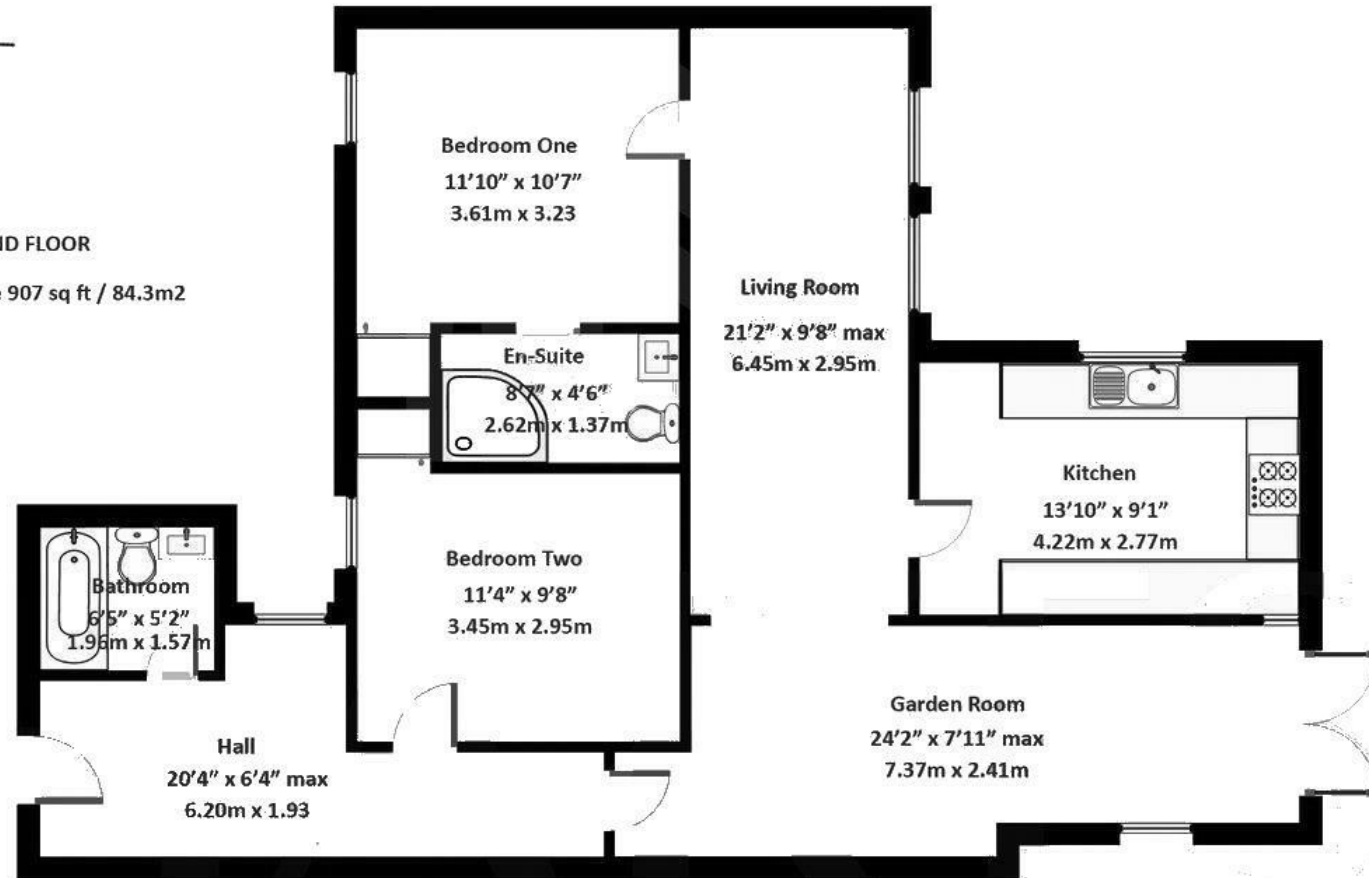 Bedroom One
11’10” x 10’7”
3.61m x 3.23
FLOOR
907 sq ft / 84.3m2
Living Room
21’2” x 9’8” max
6.45m x 2.95m
En-Suite
8’7” x 4’6”
2.62m x 1.37m
Kitchen
13’10” x 9’1”
4.22m x 2.77m
Bedroom Two
11’4” x 9’8”
3.45m x 2.95m
Bathroom
6’5” x 5’2”
1.96m x 1.57m
Garden Room
24’2” x 7’11” max
7.37m x 2.41m
Hall
20’4” x 6’4” max
6.20m x 1.93